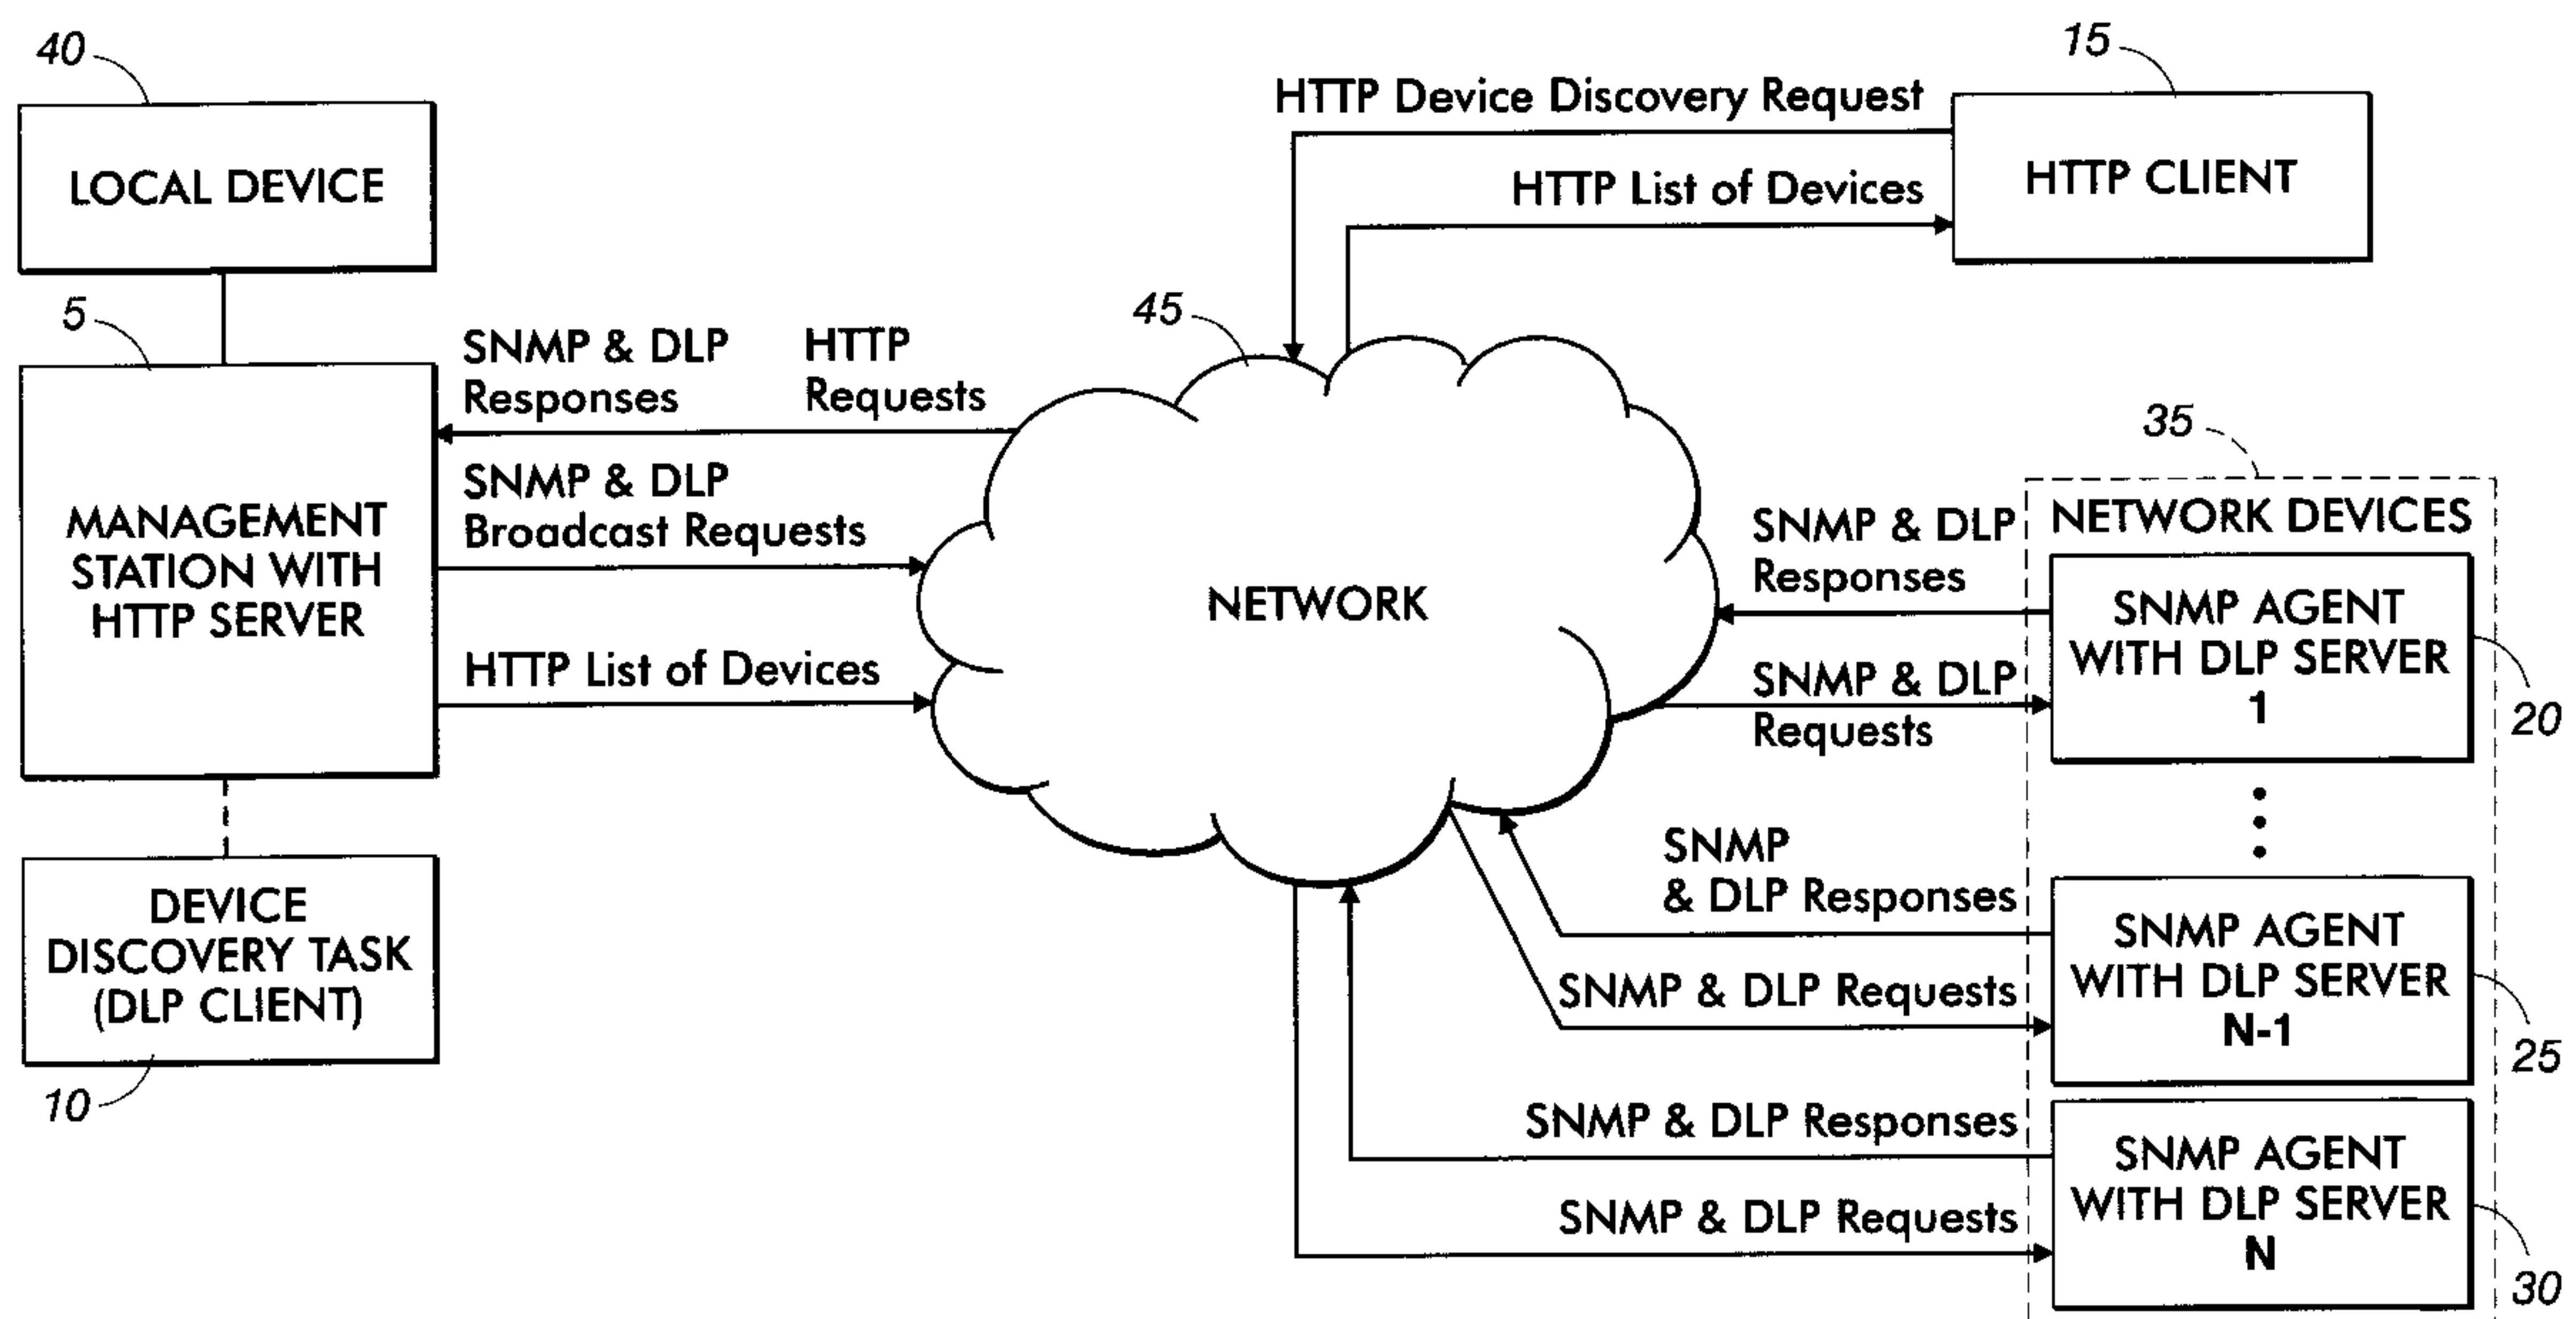 40
LOCAL DEVICE
5
MANAGEMENT
STATION WITH
HTTP SERVER
DEVICE
DISCOVERY TASK
(DLP CLIENT)
10
SNMP & DLP
Responses
HTTP
Requests
SNMP & DLP
Broadcast Requests
HTTP List of Devices
45
NETWORK
HTTP Device Discovery Request
HTTP List of Devices
15
HTTP CLIENT
35
NETWORK DEVICES
SNMP & DLP
Responses
SNMP & DLP
Requests
SNMP AGENT
WITH DLP SERVER
1
20
SNMP
& DLP Responses
SNMP & DLP Requests
SNMP AGENT
WITH DLP SERVER
N-1
25
SNMP & DLP Responses
SNMP & DLP Requests
SNMP AGENT
WITH DLP SERVER
N
30